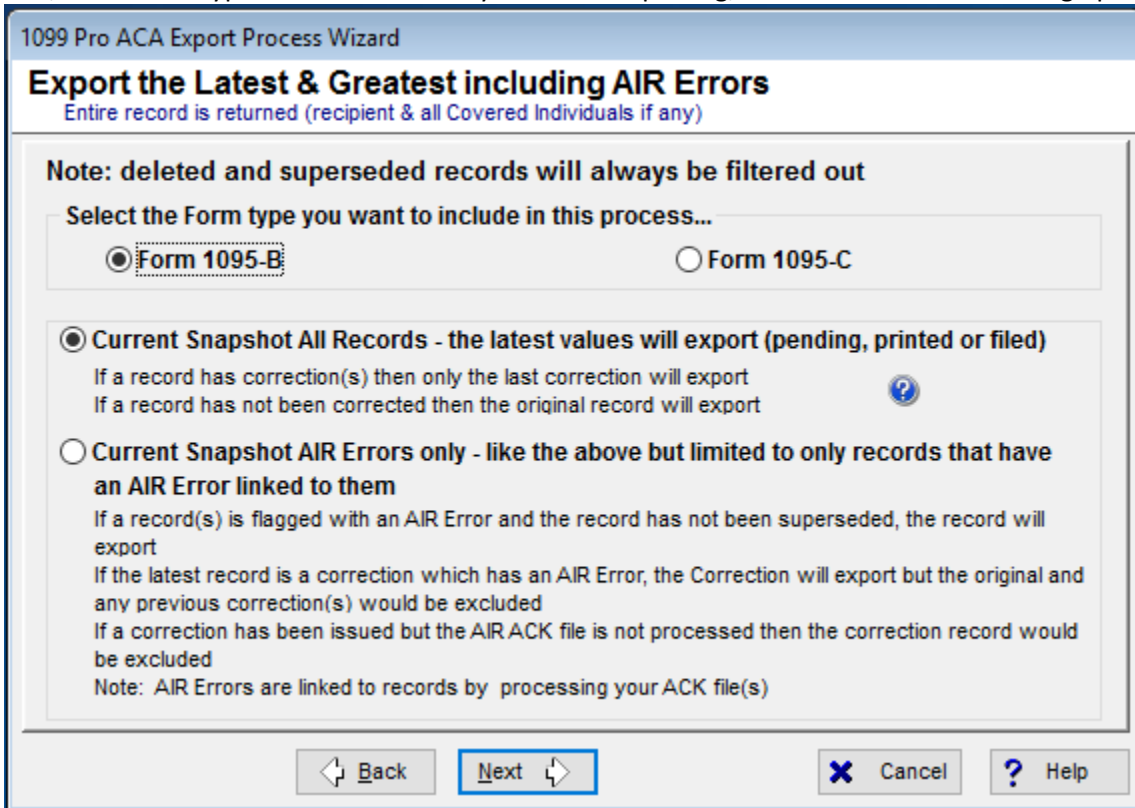 1099 Pro ACA Export Process Wizard
Export the Latest & Greatest including AIR Errors
Entire record is returned (recipient & all Covered Individuals if any)
Note: deleted and superseded records will always be filtered out
Select the Form type you want to include in this process...
Form 1095-B
Form 1095-C
Current Snapshot All Records - the latest values will export (pending, printed or filed)
If a record has correction(s) then only the last correction will export
If a record has not been corrected then the original record will export
?
Current Snapshot AIR Errors only - like the above but limited to only records that have
an AIR Error linked to them
If a record(s) is flagged with an AIR Error and the record has not been superseded, the record will
export
If the latest record is a correction which has an AIR Error, the Correction will export but the original and
any previous correction(s) would be excluded
If a correction has been issued but the AIR ACK file is not processed then the correction record would
be excluded
Note: AIR Errors are linked to records by processing your ACK file(s)
Back
Next
Cancel
? Help